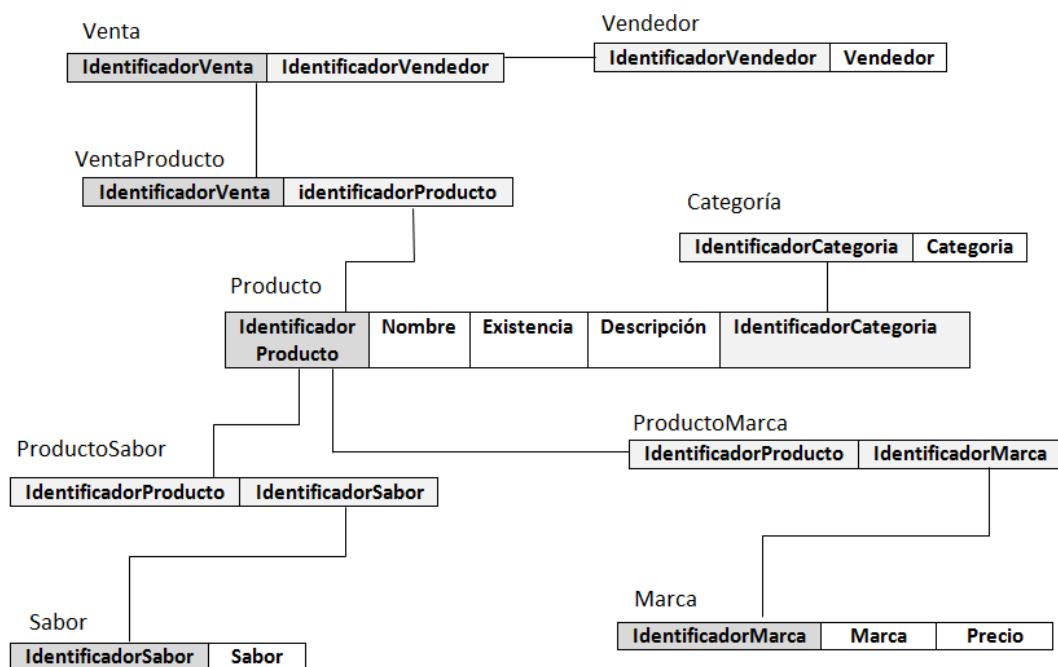 Venta
IdentificadorVenta IdentificadorVendedor
Vendedor
IdentificadorVendedor Vendedor
VentaProducto
IdentificadorVenta identificadorProducto
Categoría
IdentificadorCategoria Categoria
Producto
Identificador Nombre Existencia Descripción IdentificadorCategoria
Producto
ProductoSabor
IdentificadorProducto IdentificadorSabor
ProductoMarca
IdentificadorProducto IdentificadorMarca
Sabor
IdentificadorSabor Sabor
Marca
IdentificadorMarca Marca Precio